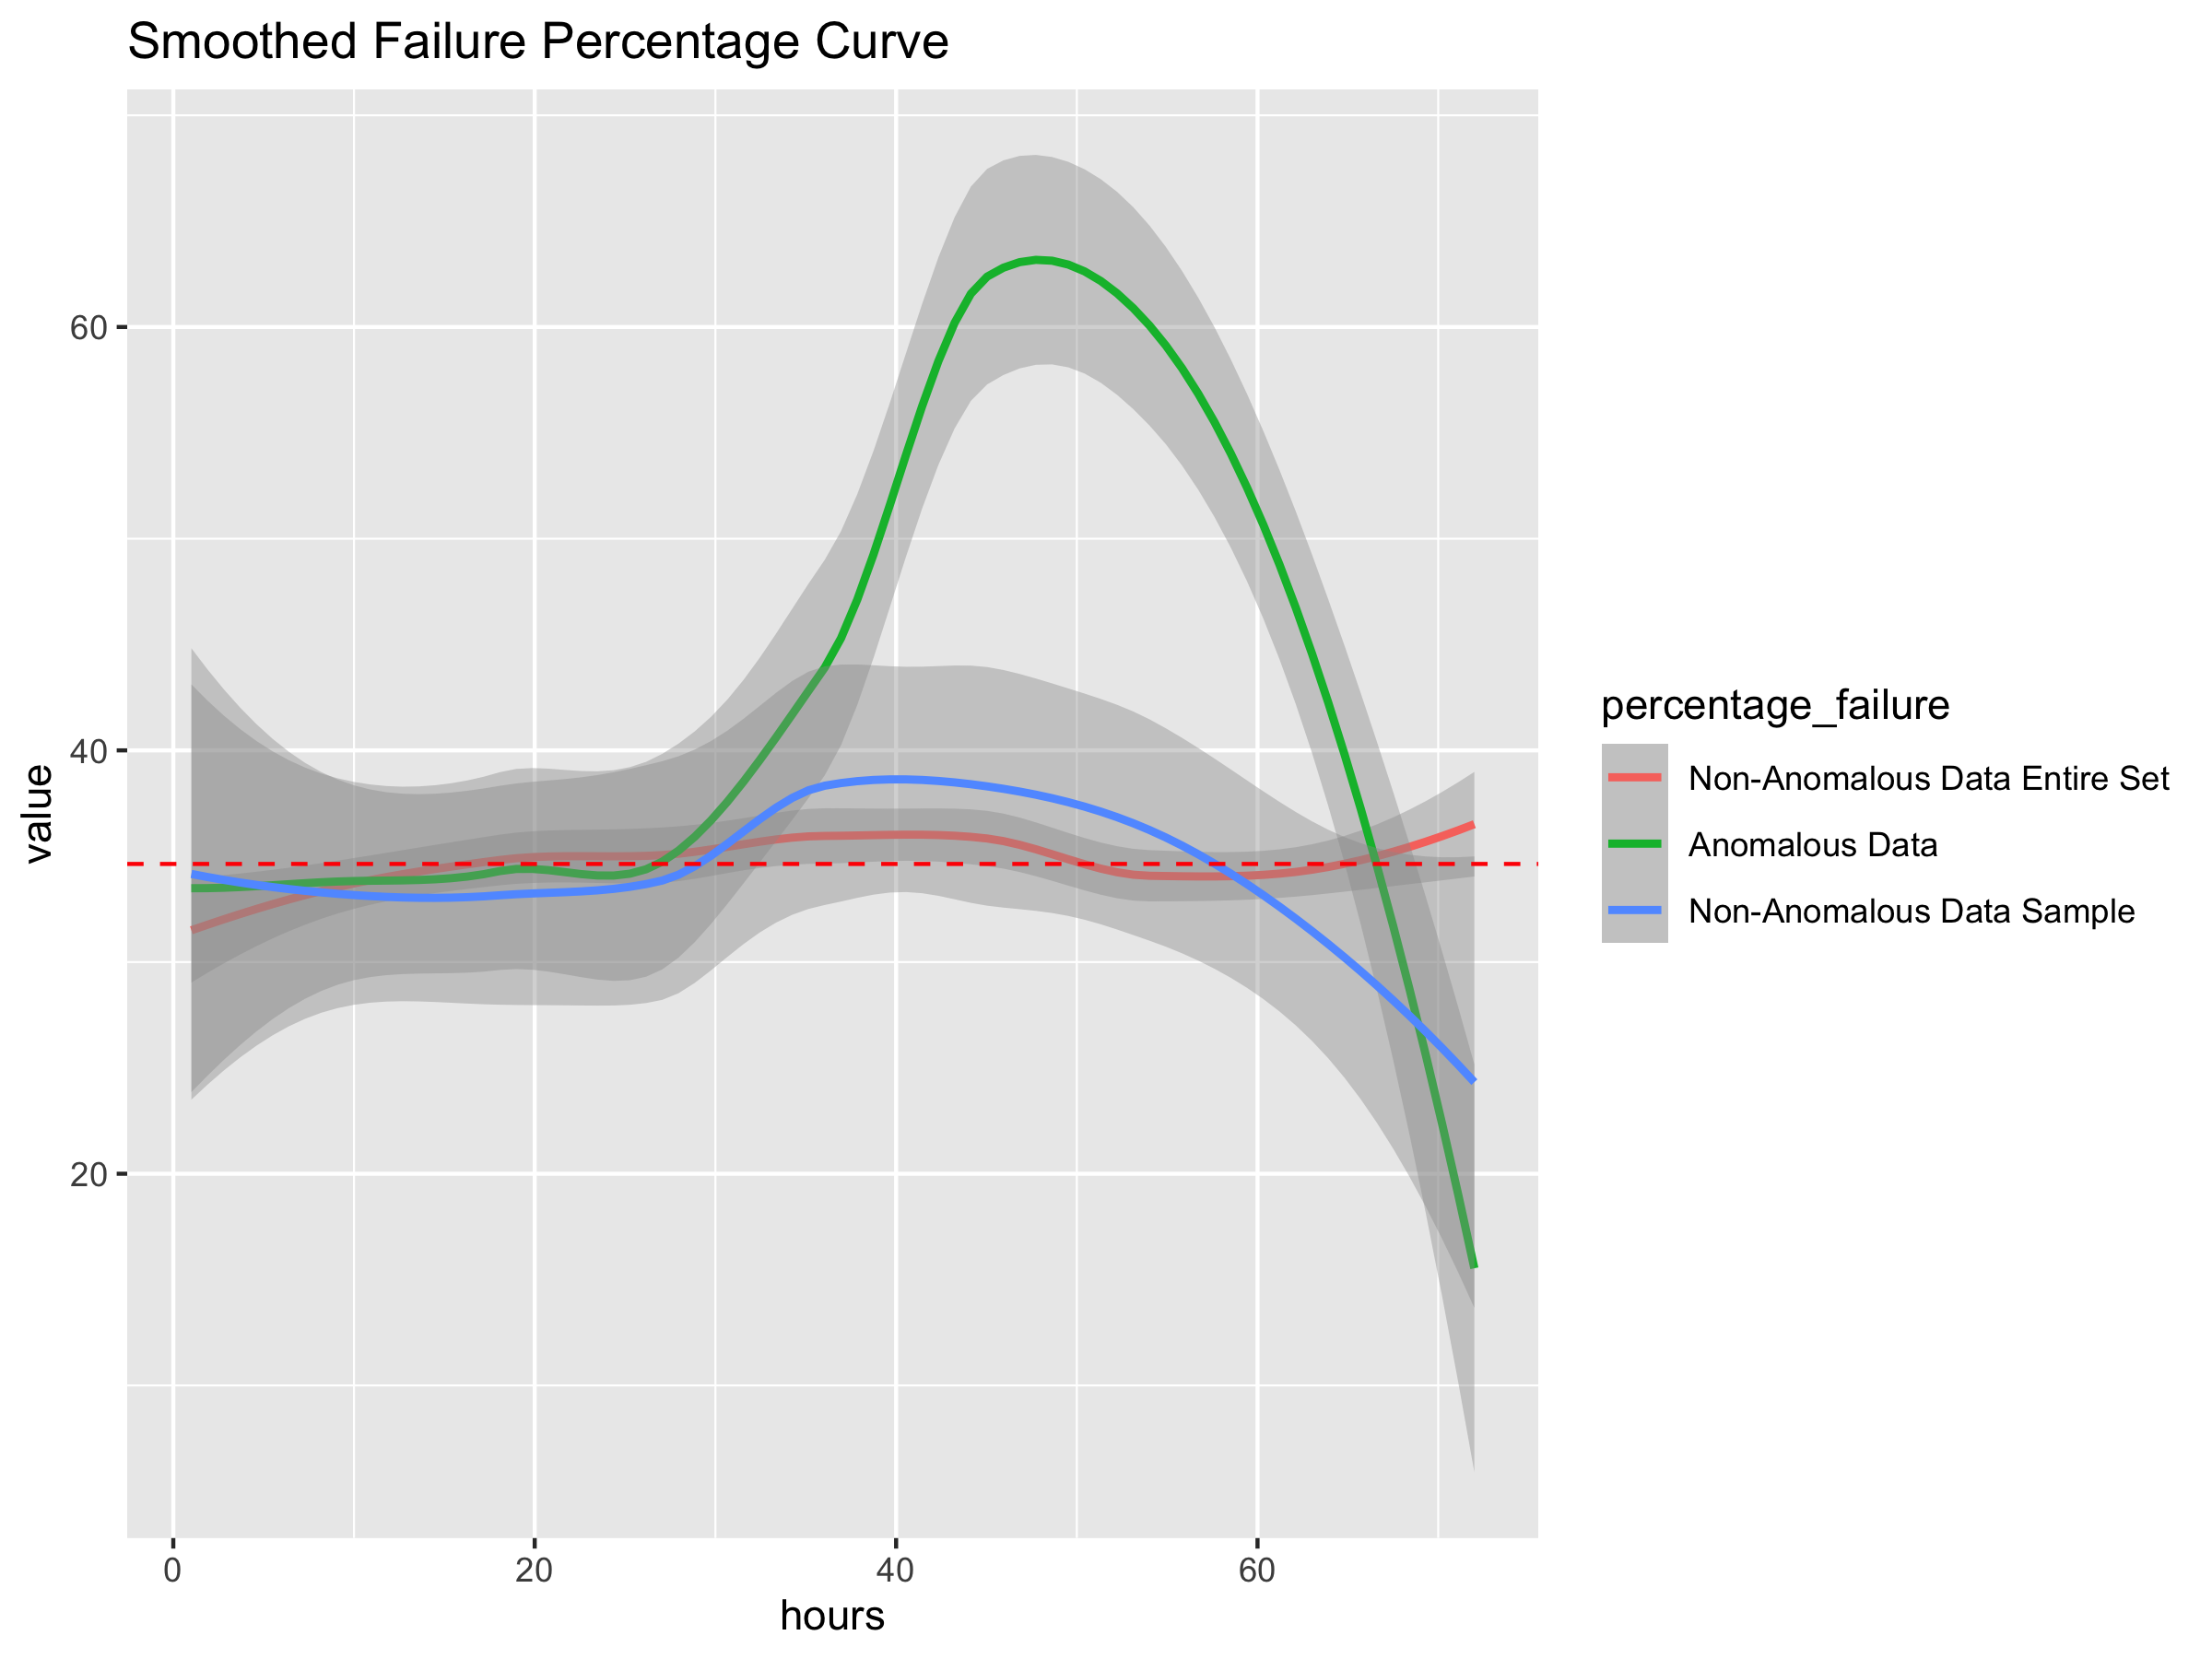 Smoothed Failure Percentage Curve
value
60
40
20
0
20
40
60
hours
percentage_failure
Non-Anomalous Data Entire Set
Anomalous Data
Non-Anomalous Data Sample